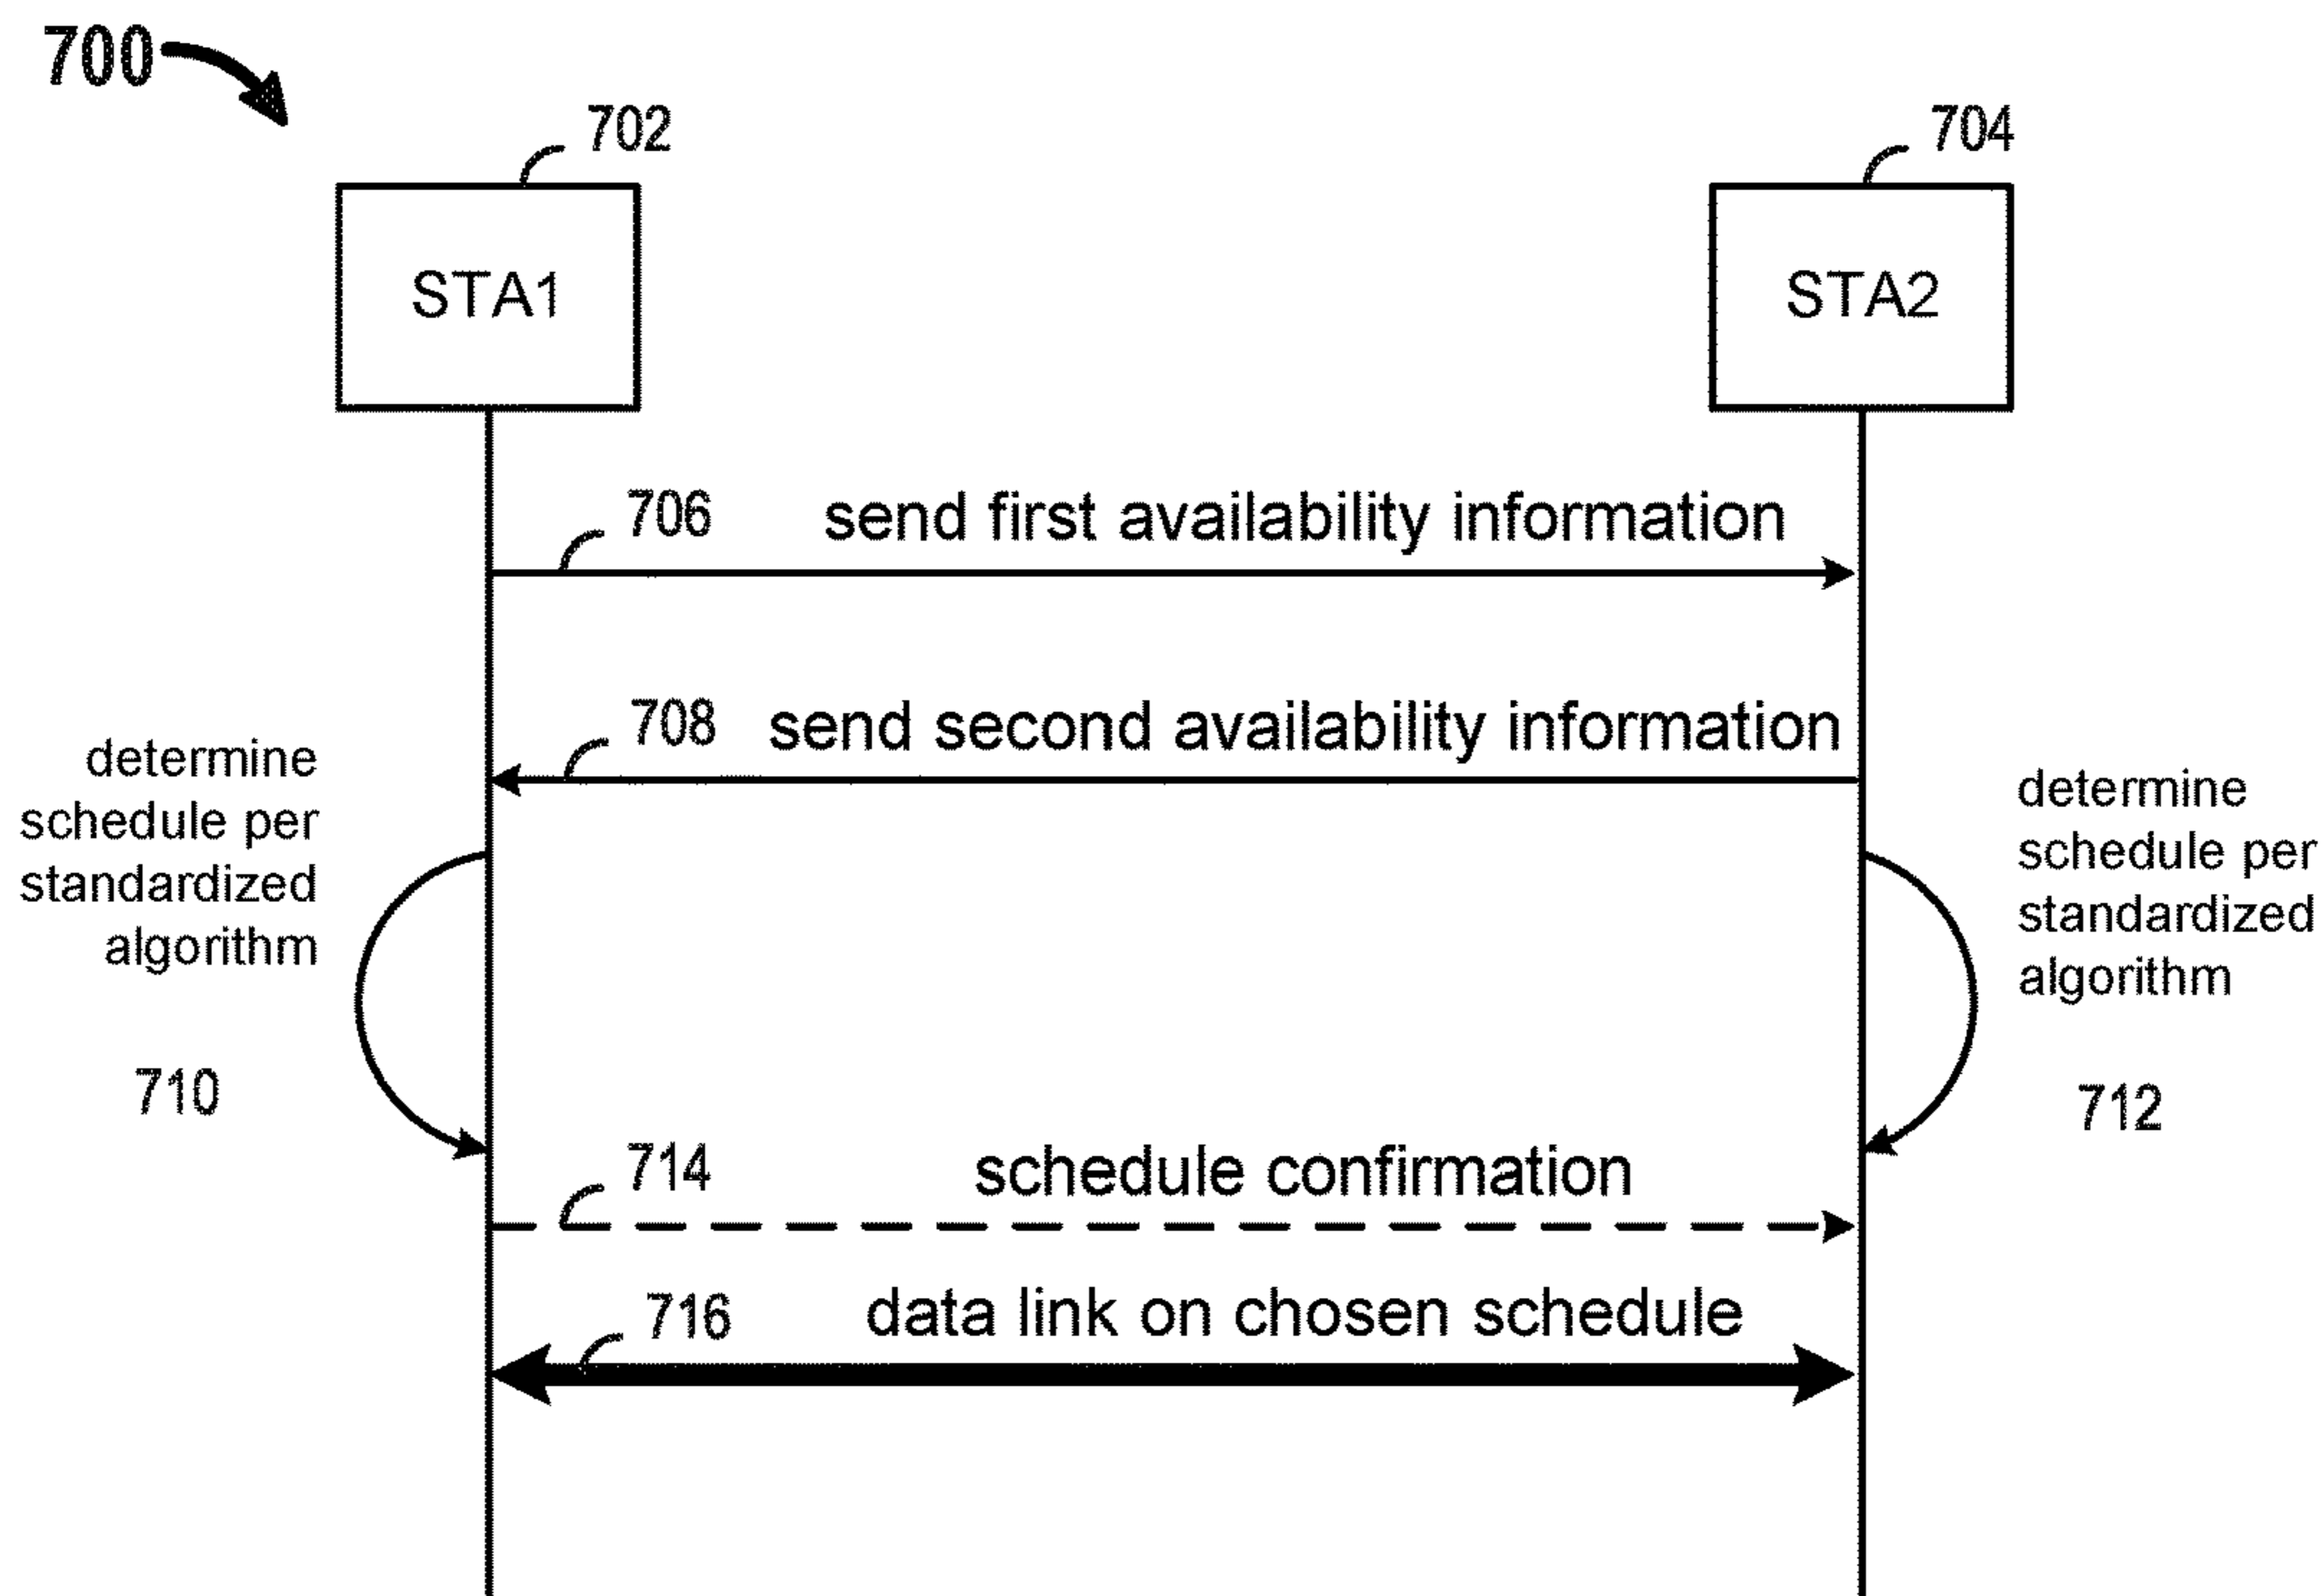 700
702
704
STA1
STA2
706
send first availability information
708
send second availability information
determine
schedule per
standardized
algorithm
710
determine
schedule per
standardized
algorithm
712
714
schedule confirmation
716
data link on chosen schedule